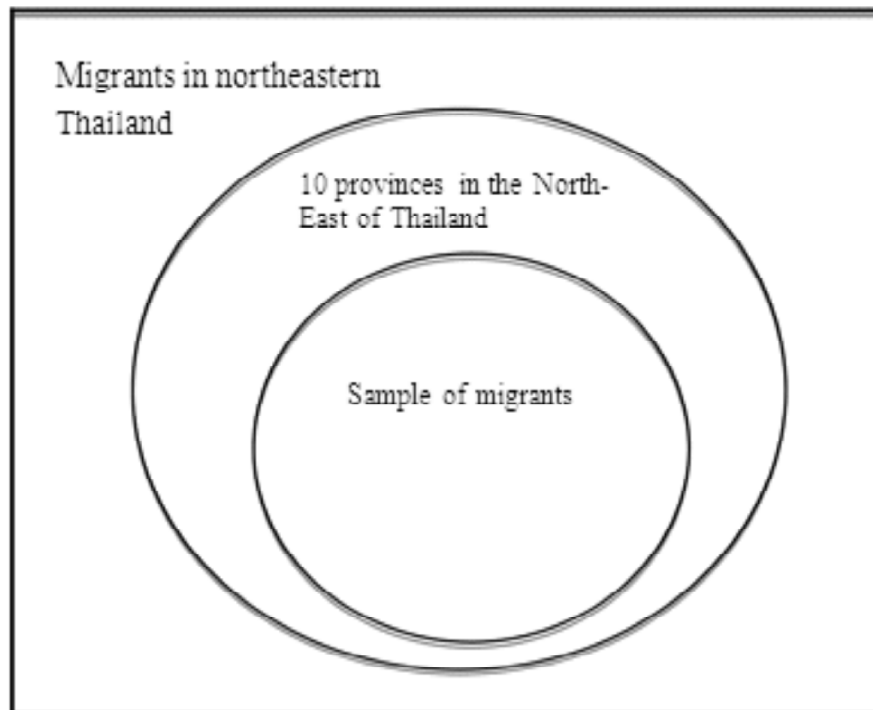 Migrants in northeastern
Thailand
10 provinces in the North-
East of Thailand
Sample of migrants